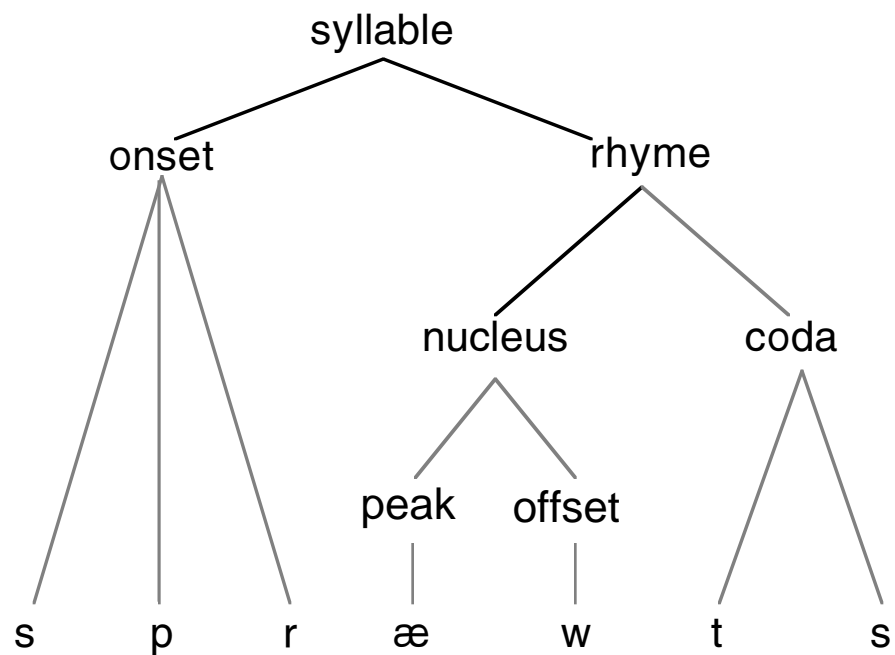 syllable
onset rhyme
nucleus coda
peak offset
s p r æ w t s